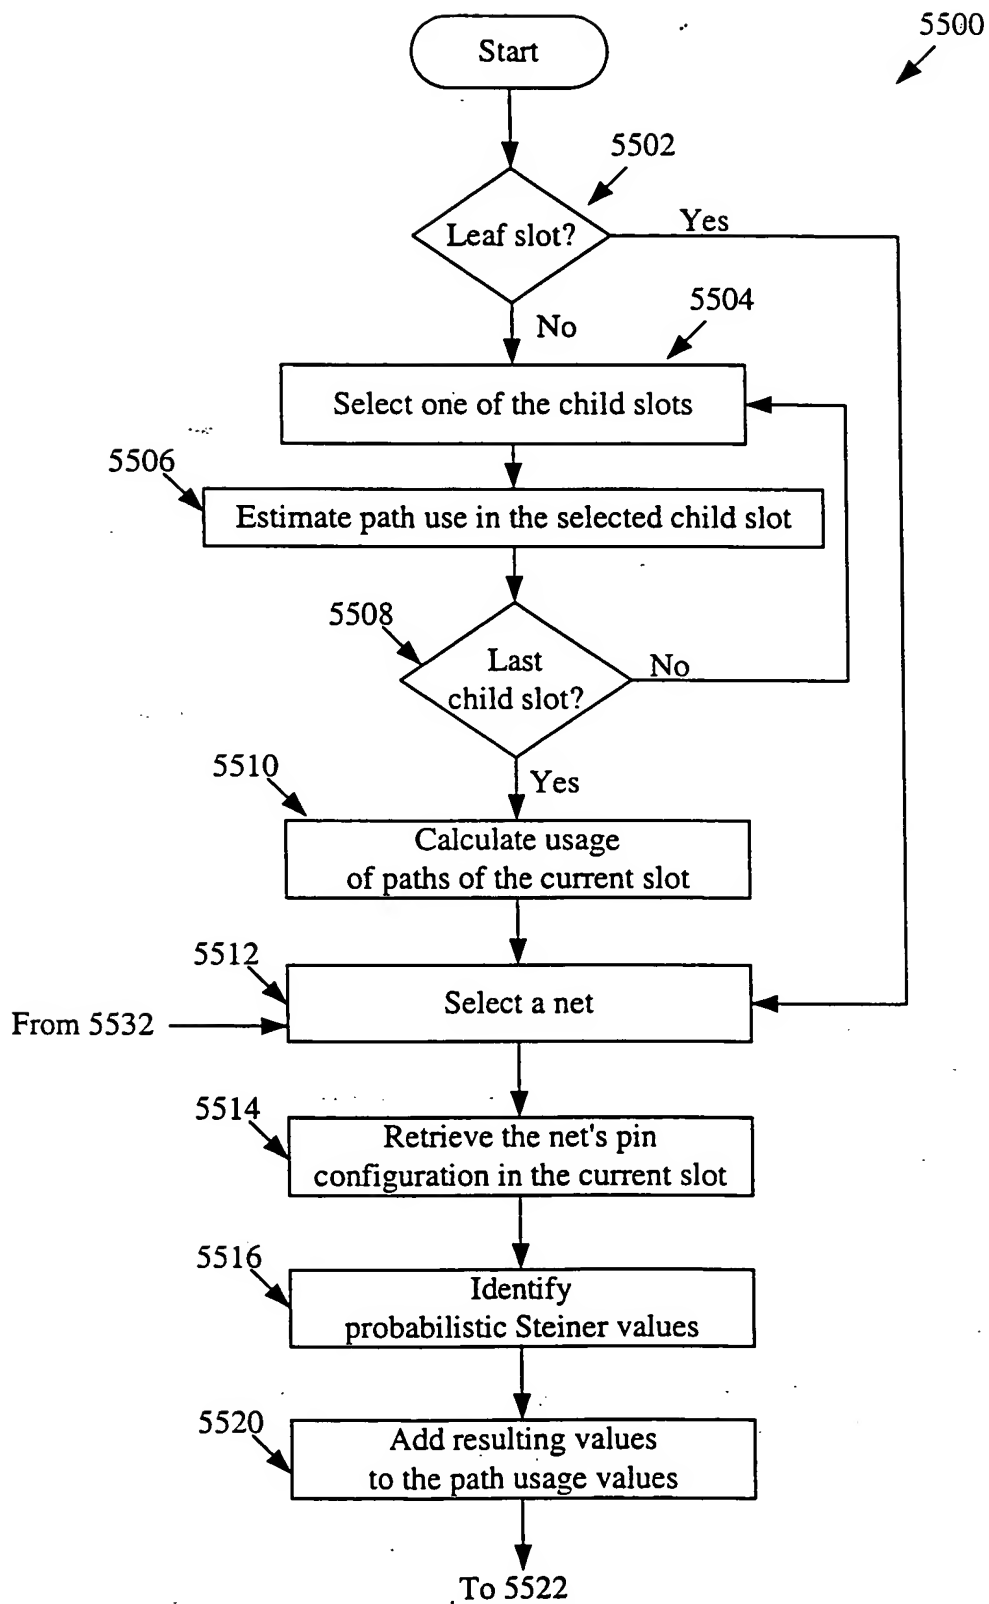 5500
Start
5502
Leaf slot?
Yes
No
5504
Select one of the child slots
5506
Estimate path use in the selected child slot
5508
Last
child slot?
No
Yes
5510
Calculate usage
of paths of the current slot
5512
Select a net
From 5532
5514
Retrieve the net's pin
configuration in the current slot
5516
Identify
probabilistic Steiner values
5520
Add resulting values
to the path usage values
To 5522